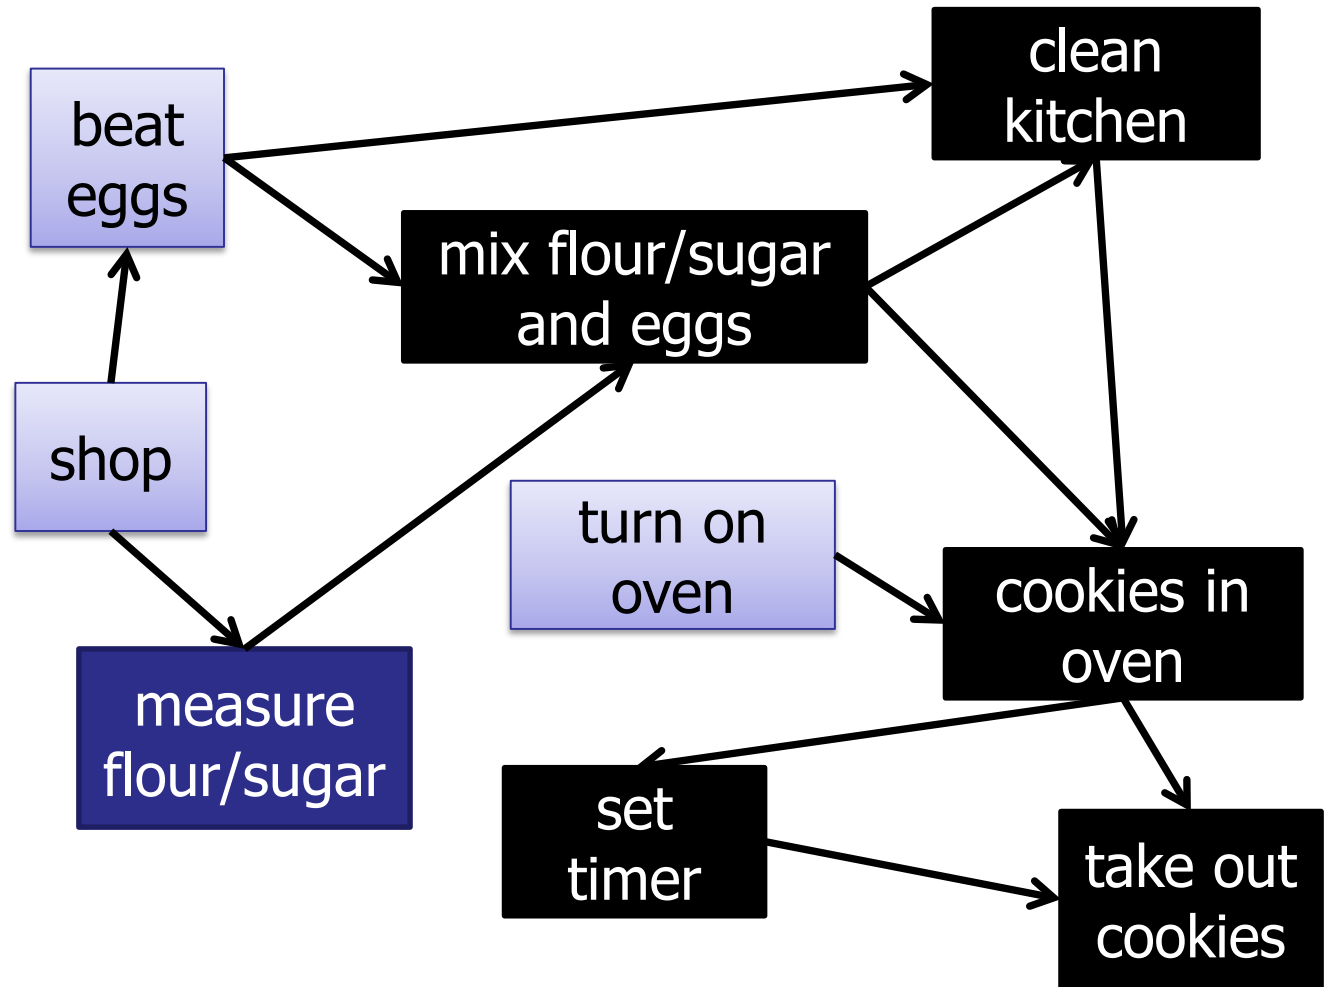 clean
kitchen
beat
eggs
mix flour/sugar
and eggs
shop
turn on
oven
cookies in
oven
measure
flour/sugar
set
timer
take out
cookies